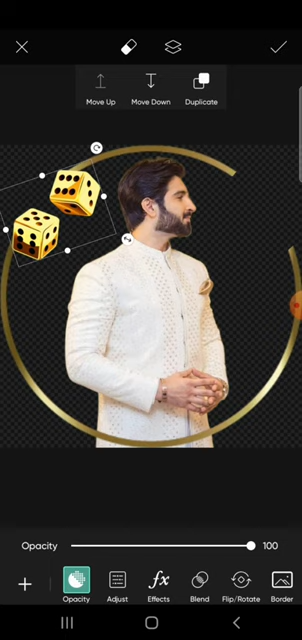 Move Up Move Down Duplicate
Opacity 100
Opacity Adjust Effects Blend Flip/Rotate Border